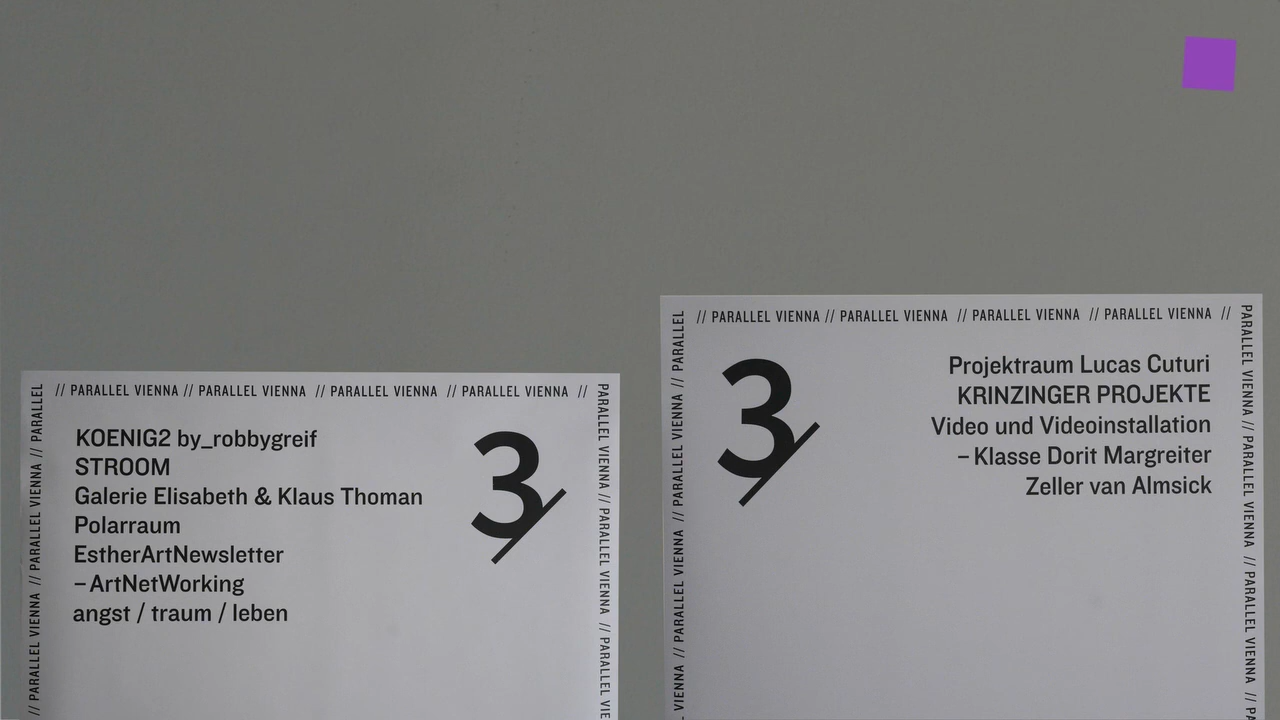 // PARALLEL VIENNA // PARALLEL VIENNA // PARALLEL VIENNA // PARALLEL VIENNA //
KOENIG2 by_robbygreif
STROOM
Galerie Elisabeth & Klaus Thoman
Polarraum
EstherArtNewsletter
– ArtNetWorking
angst / traum / leben
3
// PARALLEL VIENNA // PARALLEL VIENNA // PARALLEL
PARALLEL VIENNA // PARALLEL VIENNA // PARALLEL VIE
// PARALLEL VIENNA // PARALLEL VIENNA // PARALLEL VIENNA // PARALLEL VIENNA //
3
Projektraum Lucas Cuturi
KRINZINGER PROJEKTE
Video und Videoinstallation
– Klasse Dorit Margreiter
Zeller van Almsick
VIENNA // PARALLEL VIENNA // PARALLEL VIENNA // PARALLEL
PARALLEL VIENNA // PARALLEL VIENNA // PARALLEL VIENNA // PA